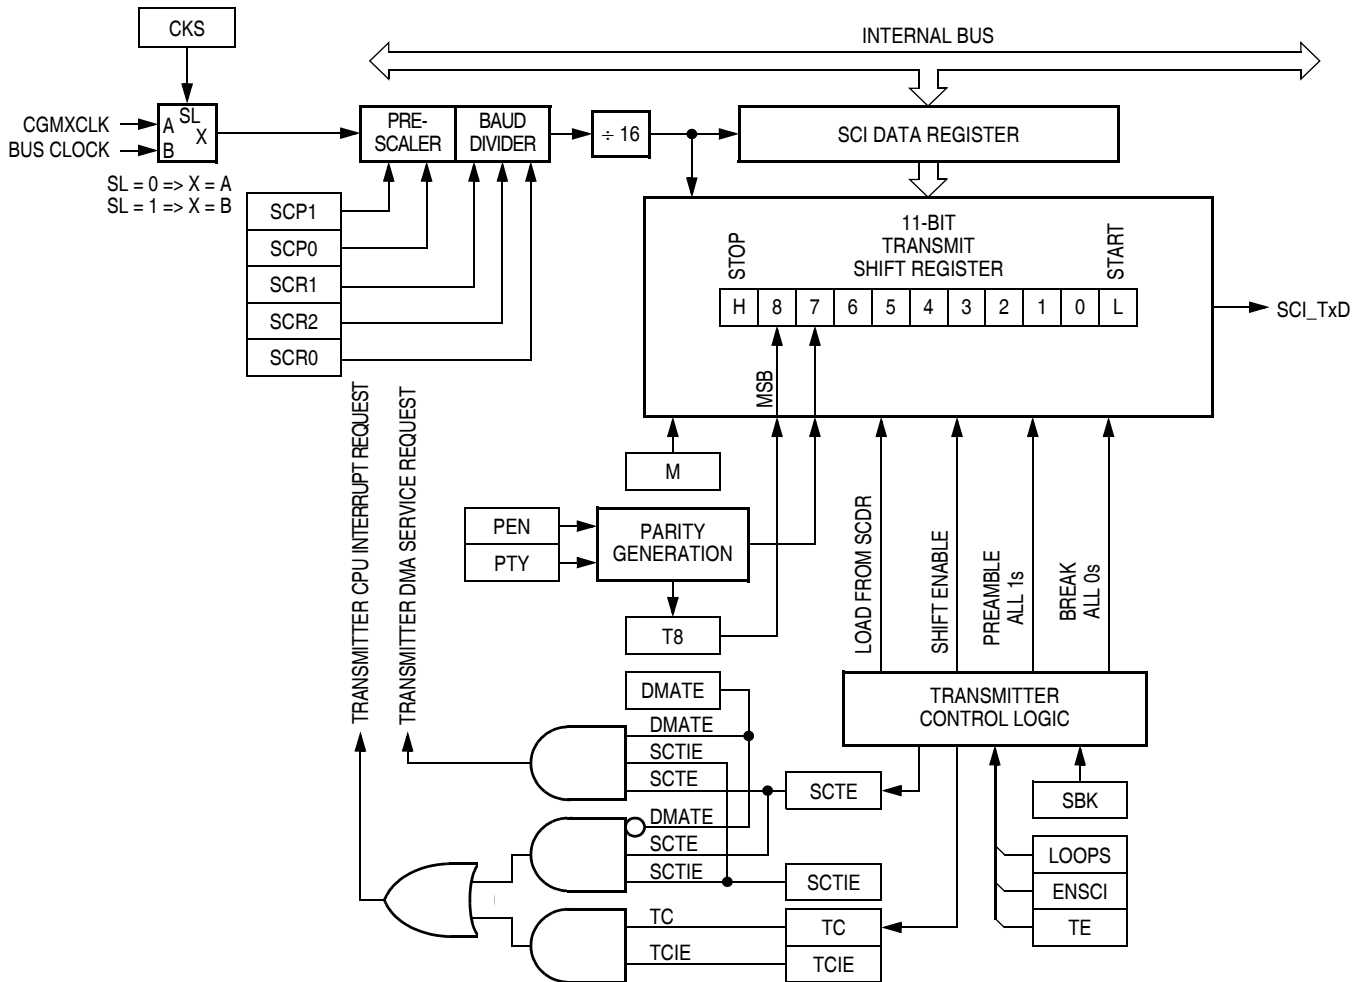 CKS
INTERNAL BUS
CGMXCLK
BUS CLOCK
A
SL
X
B
SL = 0 => X = A
SL = 1 => X = B
PRE-
SCALER
BAUD
DIVIDER
÷ 16
SCI DATA REGISTER
SCP1
SCP0
SCR1
SCR2
SCR0
11-BIT
TRANSMIT
SHIFT REGISTER
STOP
START
H 8 7 6 5 4 3 2 1 0 L
SCI_TxD
MSB
TRANSMITTER CPU INTERRUPT REQUEST
TRANSMITTER DMA SERVICE REQUEST
M
PEN
PTY
PARITY
GENERATION
T8
LOAD FROM SCDR
SHIFT ENABLE
PREAMBLE
ALL 1s
BREAK
ALL 0s
TRANSMITTER
CONTROL LOGIC
DMATE
DMATE
SCTIE
SCTE
SCTE
SBK
DMATE
SCTE
SCTIE
SCTIE
LOOPS
ENSCI
TE
TC
TC
TCIE
TCIE